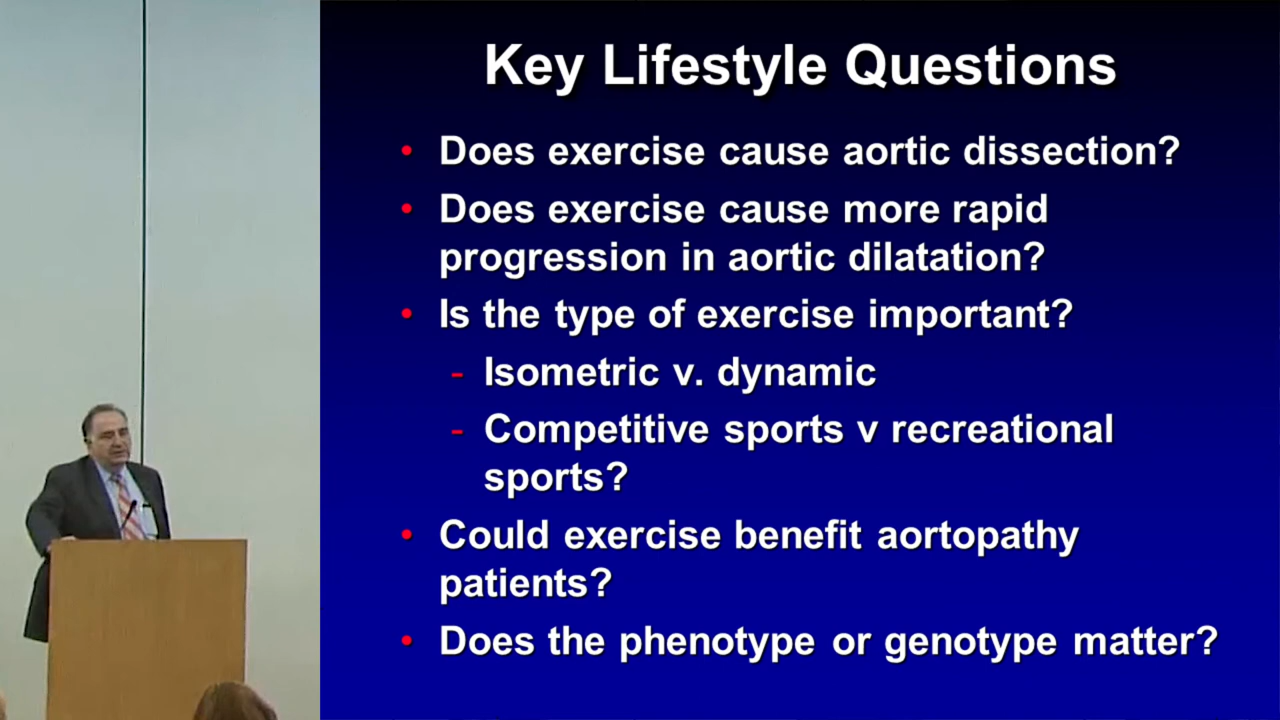 Key Lifestyle Questions
• Does exercise cause aortic dissection?
• Does exercise cause more rapid
progression in aortic dilatation?
• Is the type of exercise important?
- Isometric v. dynamic
- Competitive sports v recreational
sports?
• Could exercise benefit aortopathy
patients?
• Does the phenotype or genotype matter?